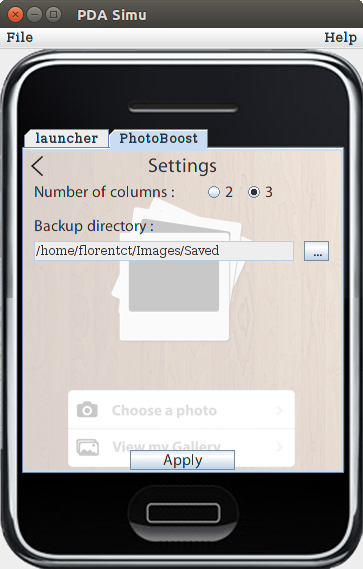 PDA Simu
File Help
launcher PhotoBoost
Settings
Number of columns : 2 3
Backup directory :
/home/florentct/Images/Saved ...
Choose a photo
View my Gallery
Apply